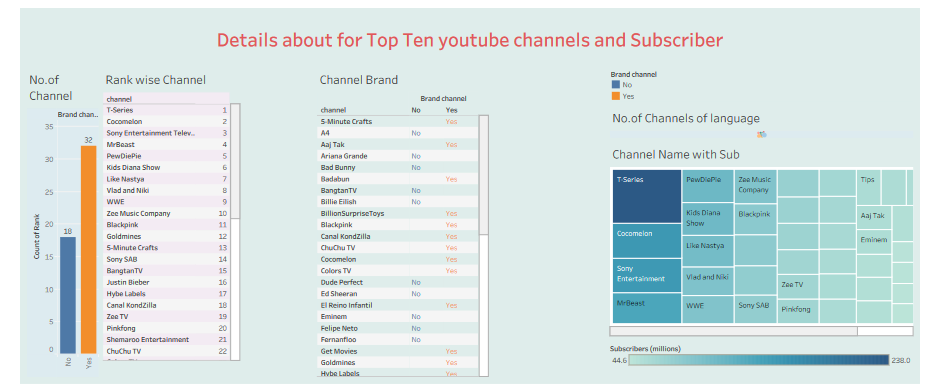 Details about for Top Ten youtube channels and Subscriber
No.of
Channel
Brand chan..
35
30
25
20
15
10
5
0
Count of Rank
18
32
No
Yes
Rank wise Channel
channel
T-Series 1
Cocomelon 2
Sony Entertainment Telev.. 3
MrBeast 4
PewDiePie 5
Kids Diana Show 6
Like Nastya 7
Vlad and Niki 8
WWE 9
Zee Music Company 10
Blackpink 11
Goldmines 12
5-Minute Crafts 13
Sony SAB 14
BangtanTV 15
Justin Bieber 16
Hybe Labels 17
Canal KondZilla 18
Zee TV 19
Pinkfong 20
Shemaroo Entertainment 21
ChuChu TV 22
Channel Brand
Brand channel
channel No Yes
5-Minute Crafts Yes
A4 No
Aaj Tak Yes
Ariana Grande No
Bad Bunny No
Badabun Yes
BangtanTV No
Billie Eilish No
BillionSurpriseToys Yes
Blackpink Yes
Canal KondZilla Yes
ChuChu TV Yes
Cocomelon Yes
Colors TV Yes
Dude Perfect No
Ed Sheeran No
El Reino Infantil Yes
Eminem No
Felipe Neto No
Fernanfloo No
Get Movies Yes
Goldmines Yes
Hybe Labels Yes
Brand channel
No
Yes
No.of Channels of language
Channel Name with Sub
T-Series
Cocomelon
Sony
Entertainment
MrBeast
PewDiePie
Kids Diana
Show
Like Nastya
Vlad and Niki
WWE
Zee Music
Company
Blackpink
Sony SAB
Zee TV
Pinkfong
Tips
Aaj Tak
Eminem
Subscribers (millions)
44.6 238.0